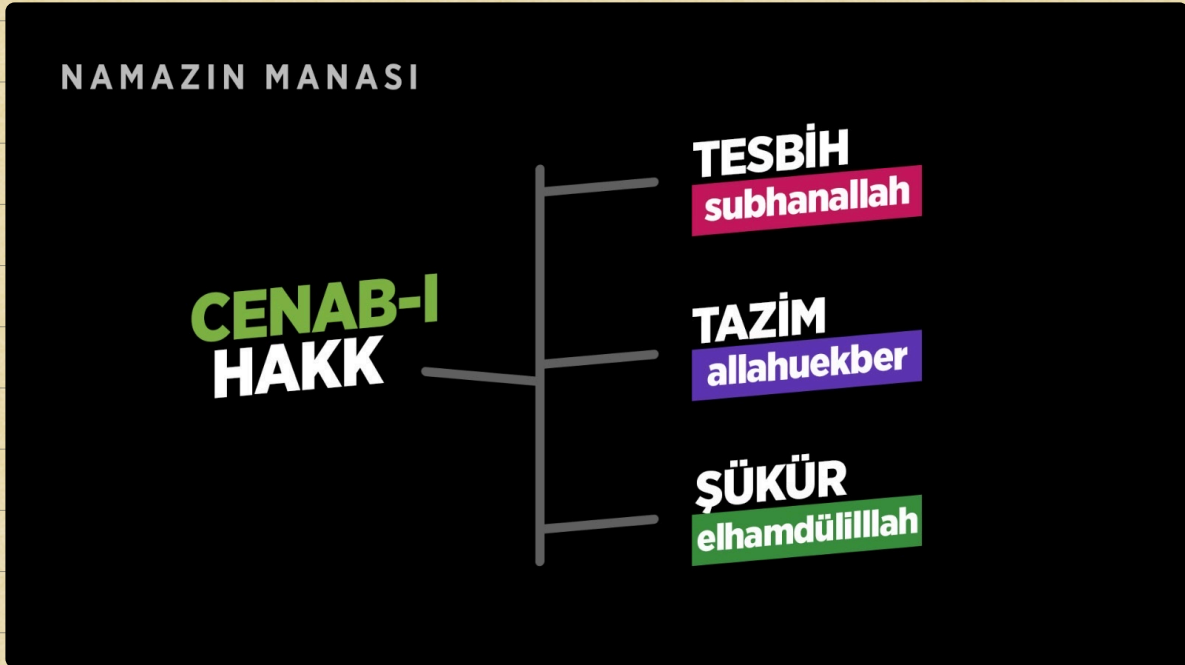 NAMAZIN MANASI
CENAB-I
HAKK
TESBİH
subhanallah
TAZİM
allahuekber
ŞÜKÜR
elhamdülilllah